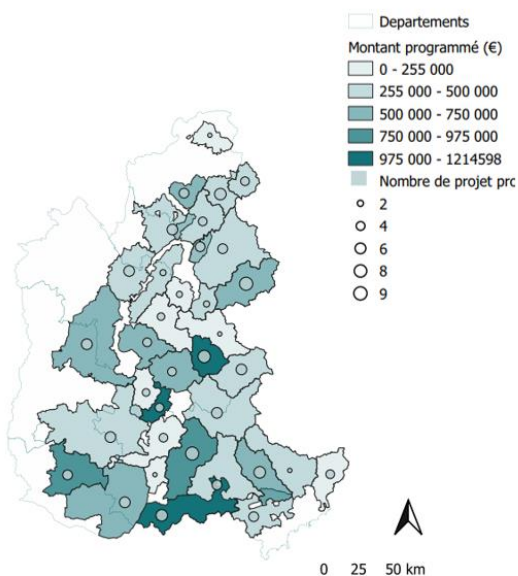 Departements
Montant programmé (€)
0 - 255 000
255 000 - 500 000
500 000 - 750 000
750 000 - 975 000
975 000 - 1214598
Nombre de projet pro
2
4
6
8
9
0 25 50 km